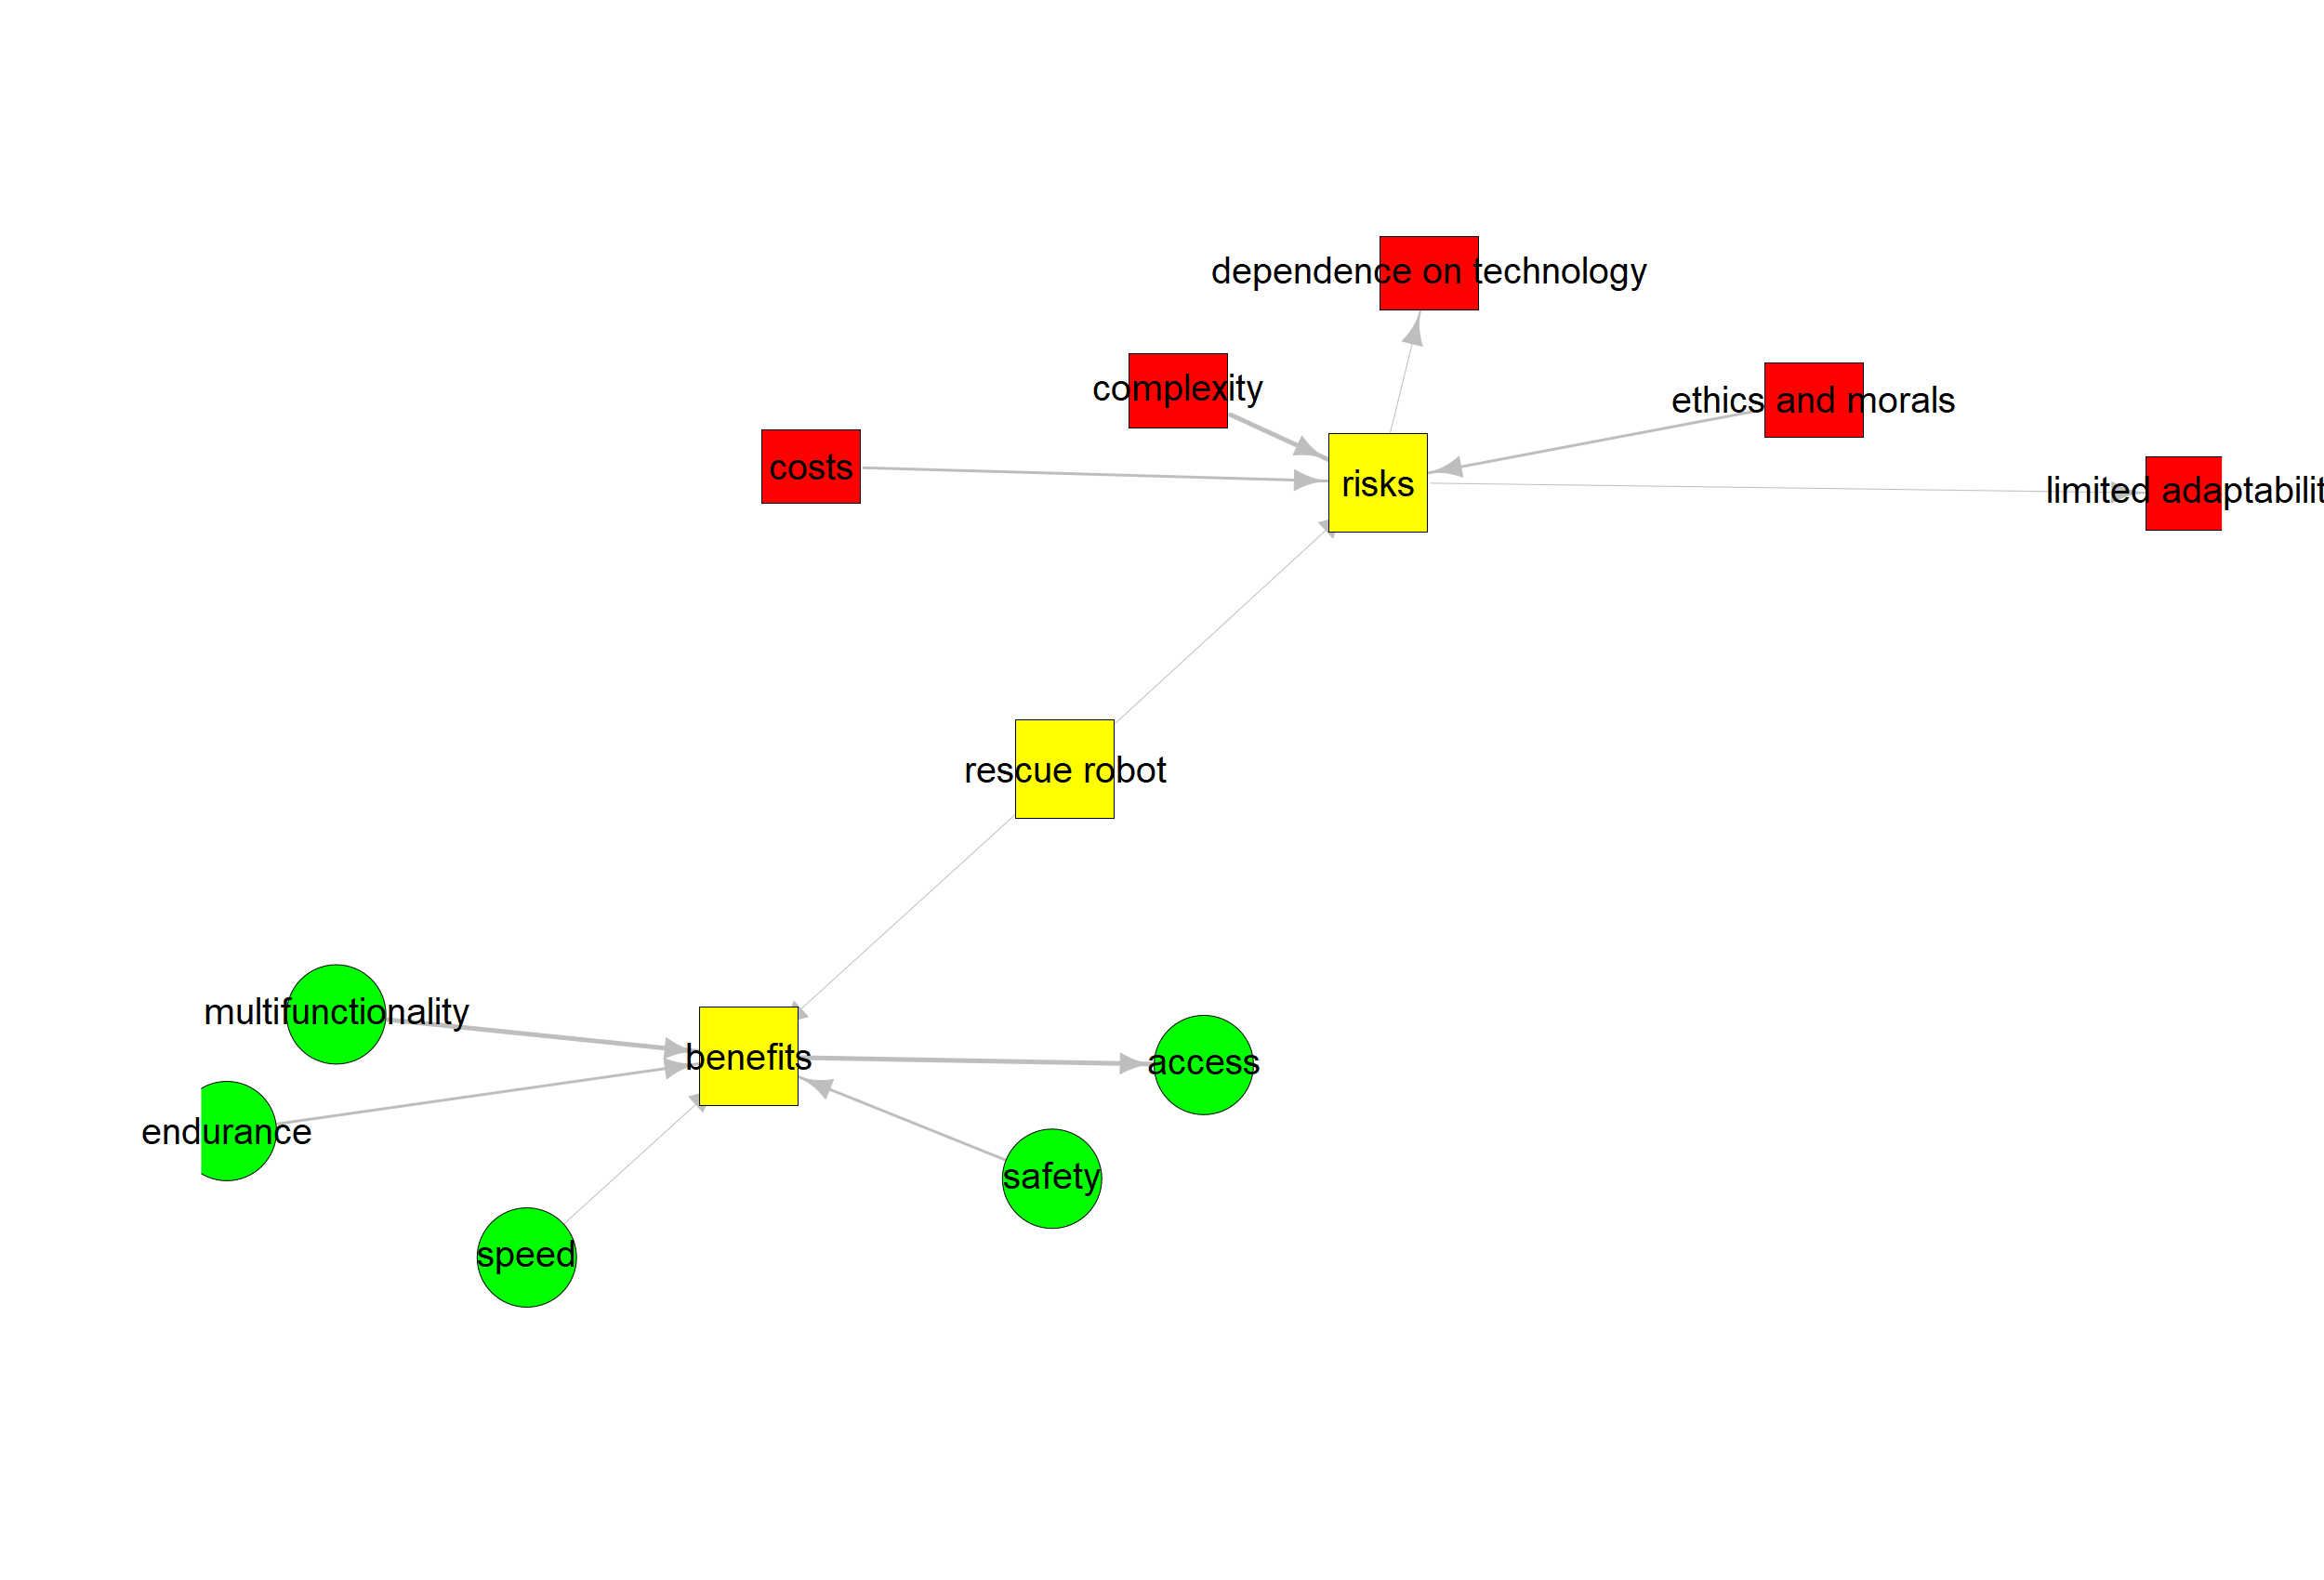 dependence on technology
complexity
ethics and morals
costs
risks
limited adaptabilit
rescue robot
multifunctionality
benefits
access
endurance
safety
speed